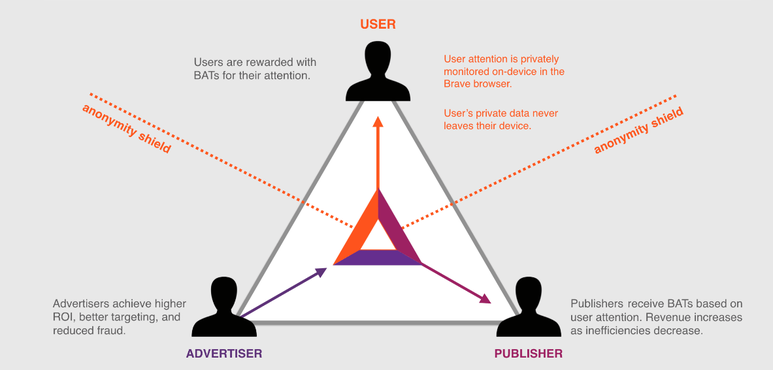 USER
Users are rewarded with
BATs for their attention.
User attention is privately
monitored on-device in the
Brave browser.
User's private data never
leaves their device.
anonymity shield
anonymity shield
Advertisers achieve higher
ROI, better targeting, and
reduced fraud.
ADVERTISER
Publishers receive BATs based on
user attention. Revenue increases
as inefficiencies decrease.
PUBLISHER